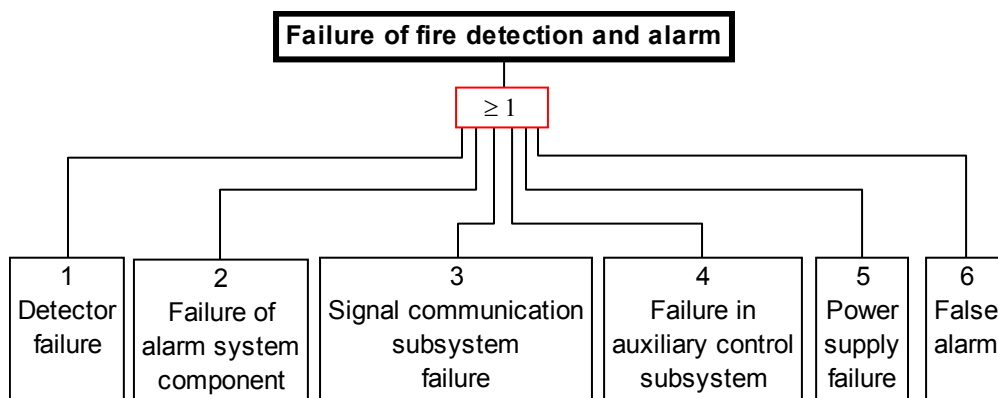 Failure of fire detection and alarm
≥ 1
1
Detector
failure
2
Failure of
alarm system
component
3
Signal communication
subsystem
failure
4
Failure in
auxiliary control
subsystem
5
Power
supply
failure
6
False
alarm